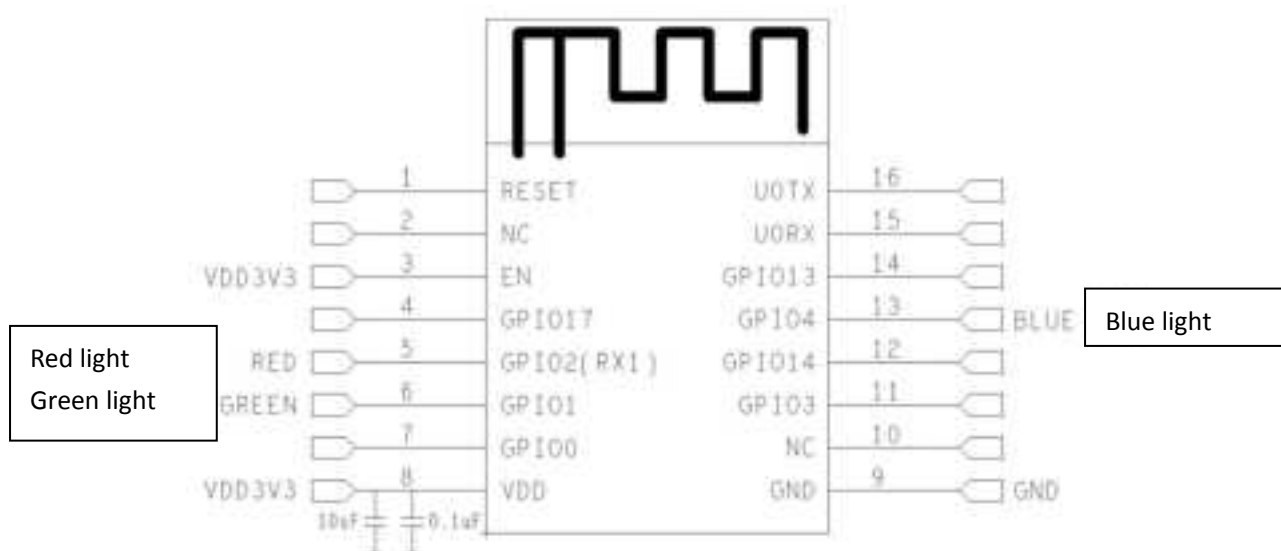 1 RESET
2 NC
VDD3V3 3 EN
4 GPIO17
RED 5 GPIO2(RX1)
GREEN 6 GPIO1
7 GPIO0
VDD3V3 8 VDD
10uF 0.1uF
Red light
Green light
U0TX 16
U0RX 15
GPIO13 14
GPIO4 13 BLUE
GPIO14 12
GPIO3 11
NC 10
GND 9 GND
Blue light